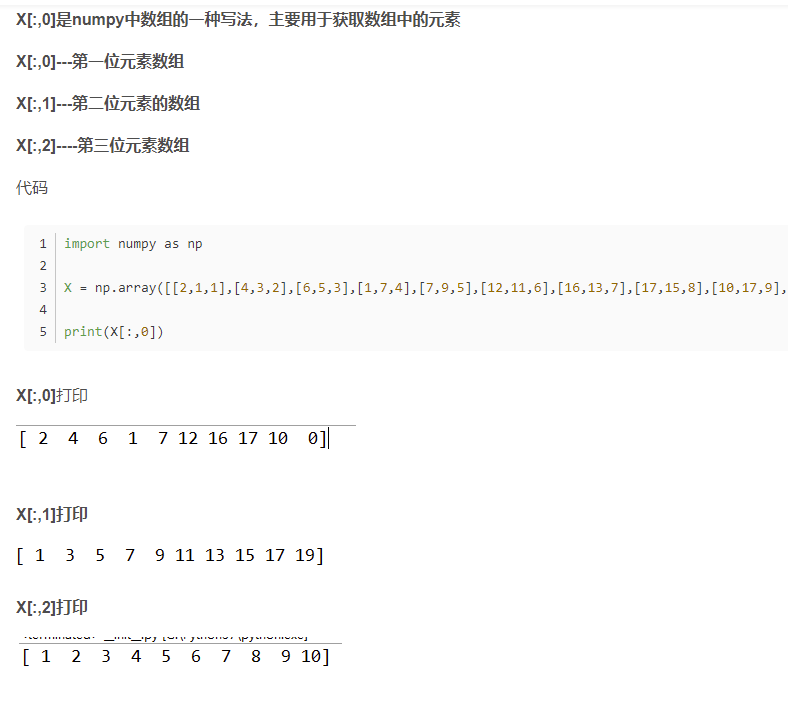 X[:,0]是numpy中数组的一种写法，主要用于获取数组中的元素
X[:,0]---第一位元素数组
X[:,1]---第二位元素的数组
X[:,2]----第三位元素数组
代码
1 import numpy as np
2
3 X = np.array([[2,1,1],[4,3,2],[6,5,3],[1,7,4],[7,9,5],[12,11,6],[16,13,7],[17,15,8],[10,17,9],
4
5 print(X[:,0])
X[:,0]打印
[ 2  4  6  1  7 12 16 17 10  0]
X[:,1]打印
[ 1  3  5  7  9 11 13 15 17 19]
X[:,2]打印
[ 1  2  3  4  5  6  7  8  9 10]